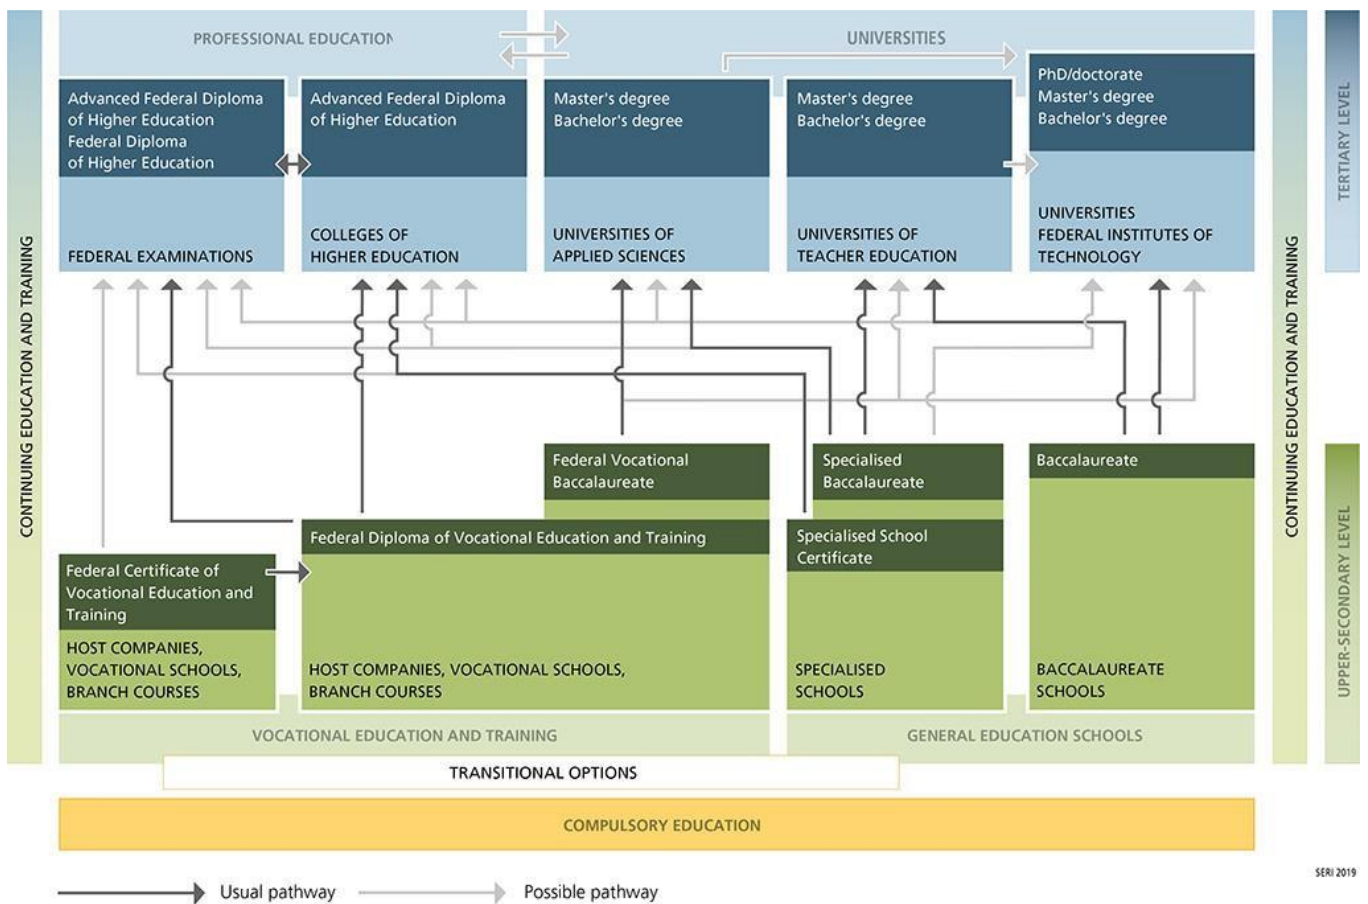 PROFESSIONAL EDUCATION
UNIVERSITIES
Advanced Federal Diploma
of Higher Education
Federal Diploma
of Higher Education
FEDERAL EXAMINATIONS
Advanced Federal Diploma
of Higher Education
COLLEGES OF
HIGHER EDUCATION
Master's degree
Bachelor's degree
UNIVERSITIES OF
APPLIED SCIENCES
Master's degree
Bachelor's degree
UNIVERSITIES OF
TEACHER EDUCATION
PhD/doctorate
Master's degree
Bachelor's degree
UNIVERSITIES
FEDERAL INSTITUTES OF
TECHNOLOGY
CONTINUING EDUCATION AND TRAINING
CONTINUING EDUCATION AND TRAINING
TERTIARY LEVEL
UPPER-SECONDARY LEVEL
Federal Vocational
Baccalaureate
Specialised
Baccalaureate
Baccalaureate
Federal Diploma of Vocational Education and Training
Specialised School
Certificate
Federal Certificate of
Vocational Education and
Training
HOST COMPANIES,
VOCATIONAL SCHOOLS,
BRANCH COURSES
HOST COMPANIES, VOCATIONAL SCHOOLS,
BRANCH COURSES
SPECIALISED
SCHOOLS
BACCALAUREATE
SCHOOLS
VOCATIONAL EDUCATION AND TRAINING
GENERAL EDUCATION SCHOOLS
TRANSITIONAL OPTIONS
COMPULSORY EDUCATION
SERI 2019
Usual pathway
Possible pathway